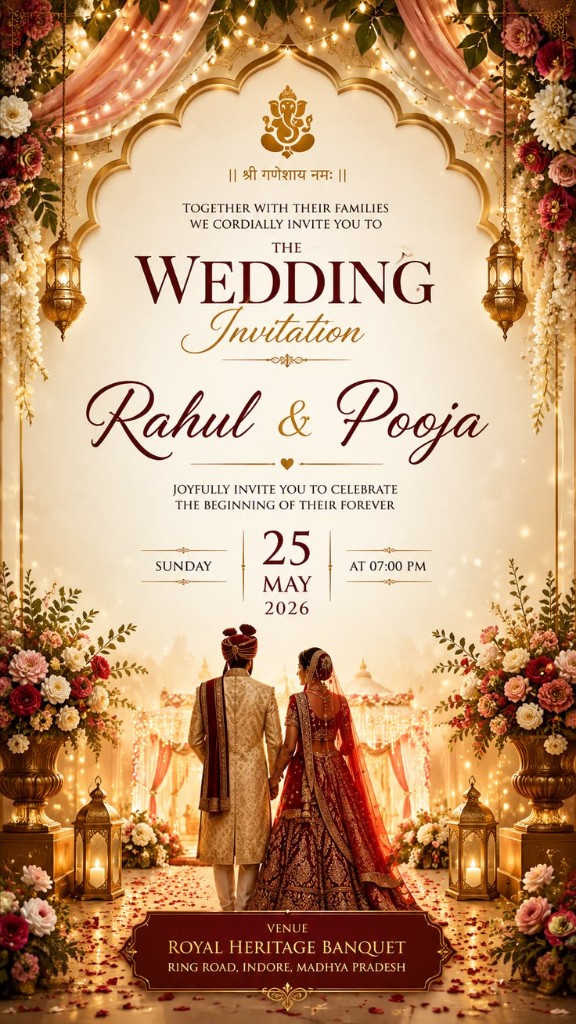 || श्री गणेशाय नमः ||
TOGETHER WITH THEIR FAMILIES
WE CORDIALLY INVITE YOU TO
THE
WEDDING
Invitation
Rahul & Pooja
JOYFULLY INVITE YOU TO CELEBRATE
THE BEGINNING OF THEIR FOREVER
SUNDAY
25
MAY
2026
AT 07:00 PM
VENUE
ROYAL HERITAGE BANQUET
RING ROAD, INDORE, MADHYA PRADESH